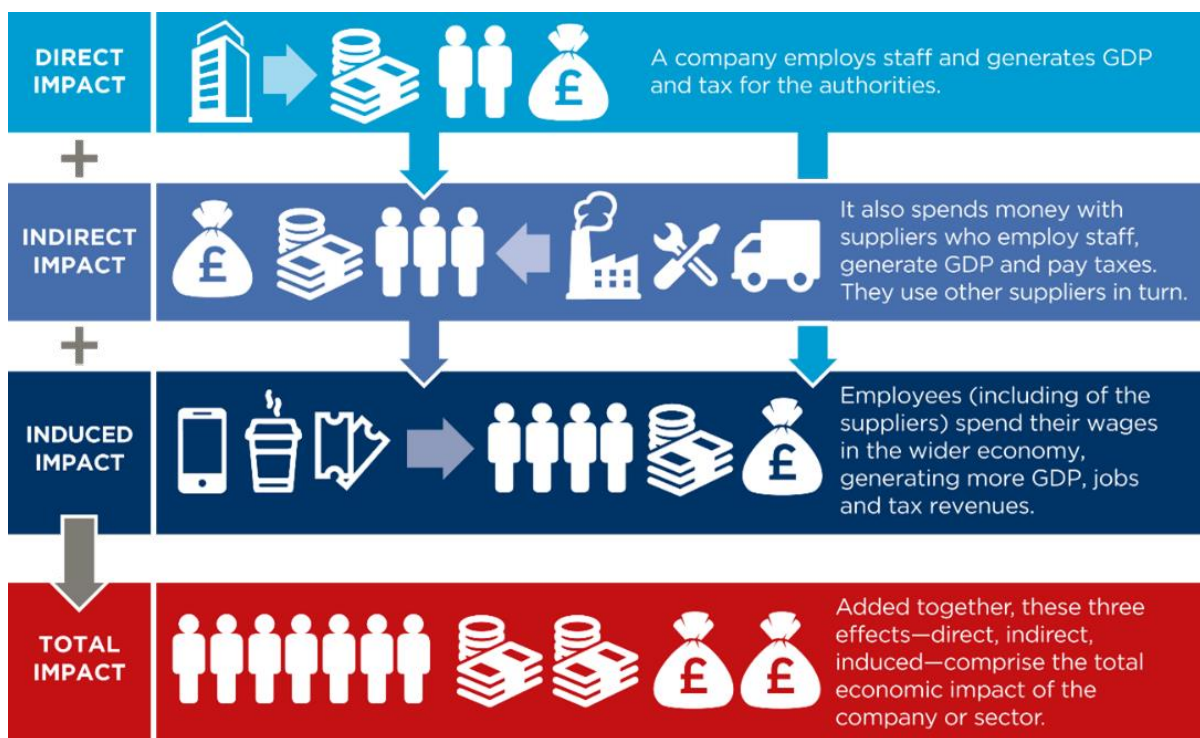 DIRECT
IMPACT
£
A company employs staff and generates GDP
and tax for the authorities.
+
INDIRECT
IMPACT
£
It also spends money with
suppliers who employ staff,
generate GDP and pay taxes.
They use other suppliers in turn.
+
INDUCED
IMPACT
£
Employees (including of the
suppliers) spend their wages
in the wider economy,
generating more GDP, jobs
and tax revenues.
TOTAL
IMPACT
£ £
Added together, these three
effects—direct, indirect,
induced—comprise the total
economic impact of the
company or sector.